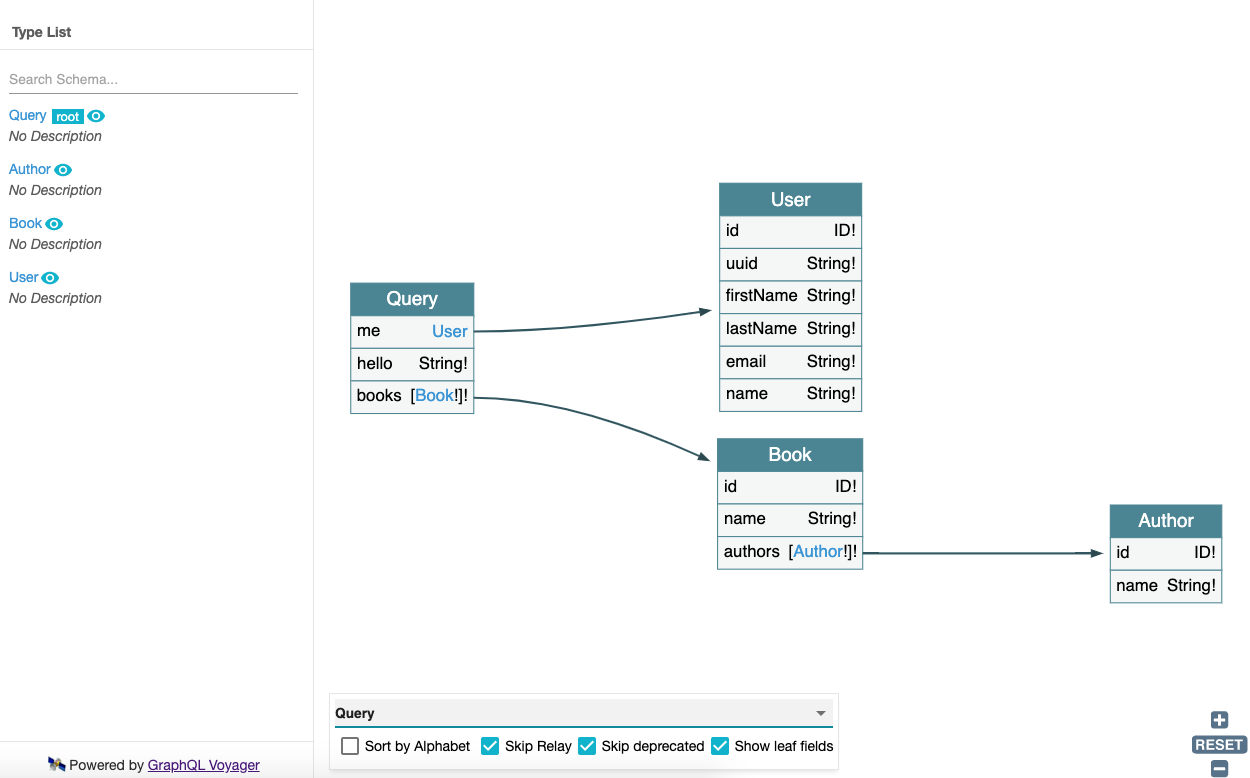 Type List
Search Schema...
Query root
No Description
Author
No Description
Book
No Description
User
No Description
Powered by GraphQL Voyager
Query
me User
hello String!
books [Book!]!
User
id ID!
uuid String!
firstName String!
lastName String!
email String!
name String!
Book
id ID!
name String!
authors [Author!]!
Author
id ID!
name String!
Query
Sort by Alphabet Skip Relay Skip deprecated Show leaf fields
RESET